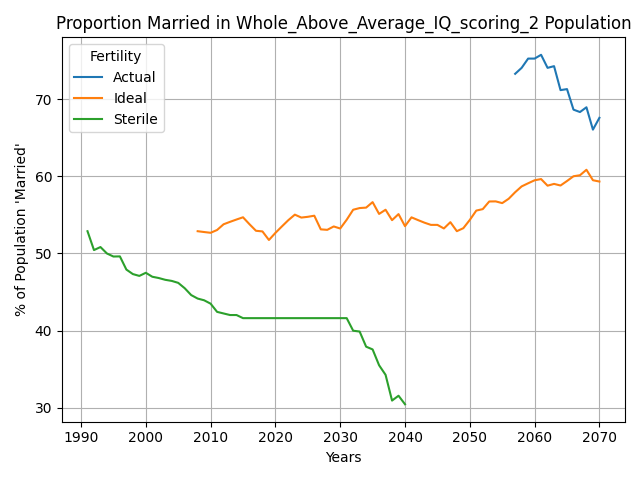 Proportion Married in Whole_Above_Average_IQ_scoring_2 Population
Fertility
Actual
Ideal
Sterile
% of Population 'Married'
70
60
50
40
30
1990 2000 2010 2020 2030 2040 2050 2060 2070
Years